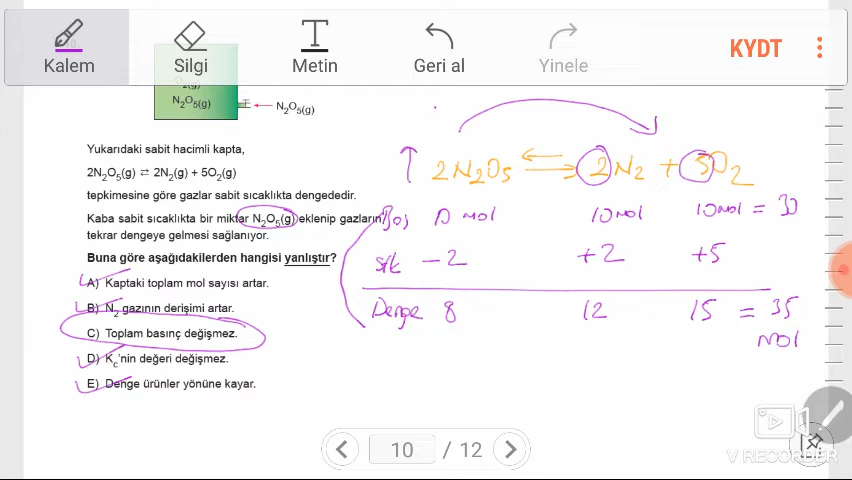 Kalem
Silgi
Metin
Geri al
Yinele
KYDT
O₂(g)
N₂O₅(g)
N₂O₅(g)
Yukarıdaki sabit hacimli kapta,
2N₂O₅(g) ⇄ 2N₂(g) + 5O₂(g)
tepkimesine göre gazlar sabit sıcaklıkta dengededir.
Kaba sabit sıcaklıkta bir miktar N₂O₅(g) eklenip gazların
tekrar dengeye gelmesi sağlanıyor.
Buna göre aşağıdakilerden hangisi yanlıştır?
A) Kaptaki toplam mol sayısı artar.
B) N₂ gazının derişimi artar.
C) Toplam basınç değişmez.
D) Kc'nin değeri değişmez.
E) Denge ürünler yönüne kayar.
2N₂O₅ ⇄ 2N₂ + 5O₂
Baş 10 mol 10mol 10mol = 30
-2 +2 +5
Denge 8 12 15 = 35
mol
10 / 12
V RECORDER